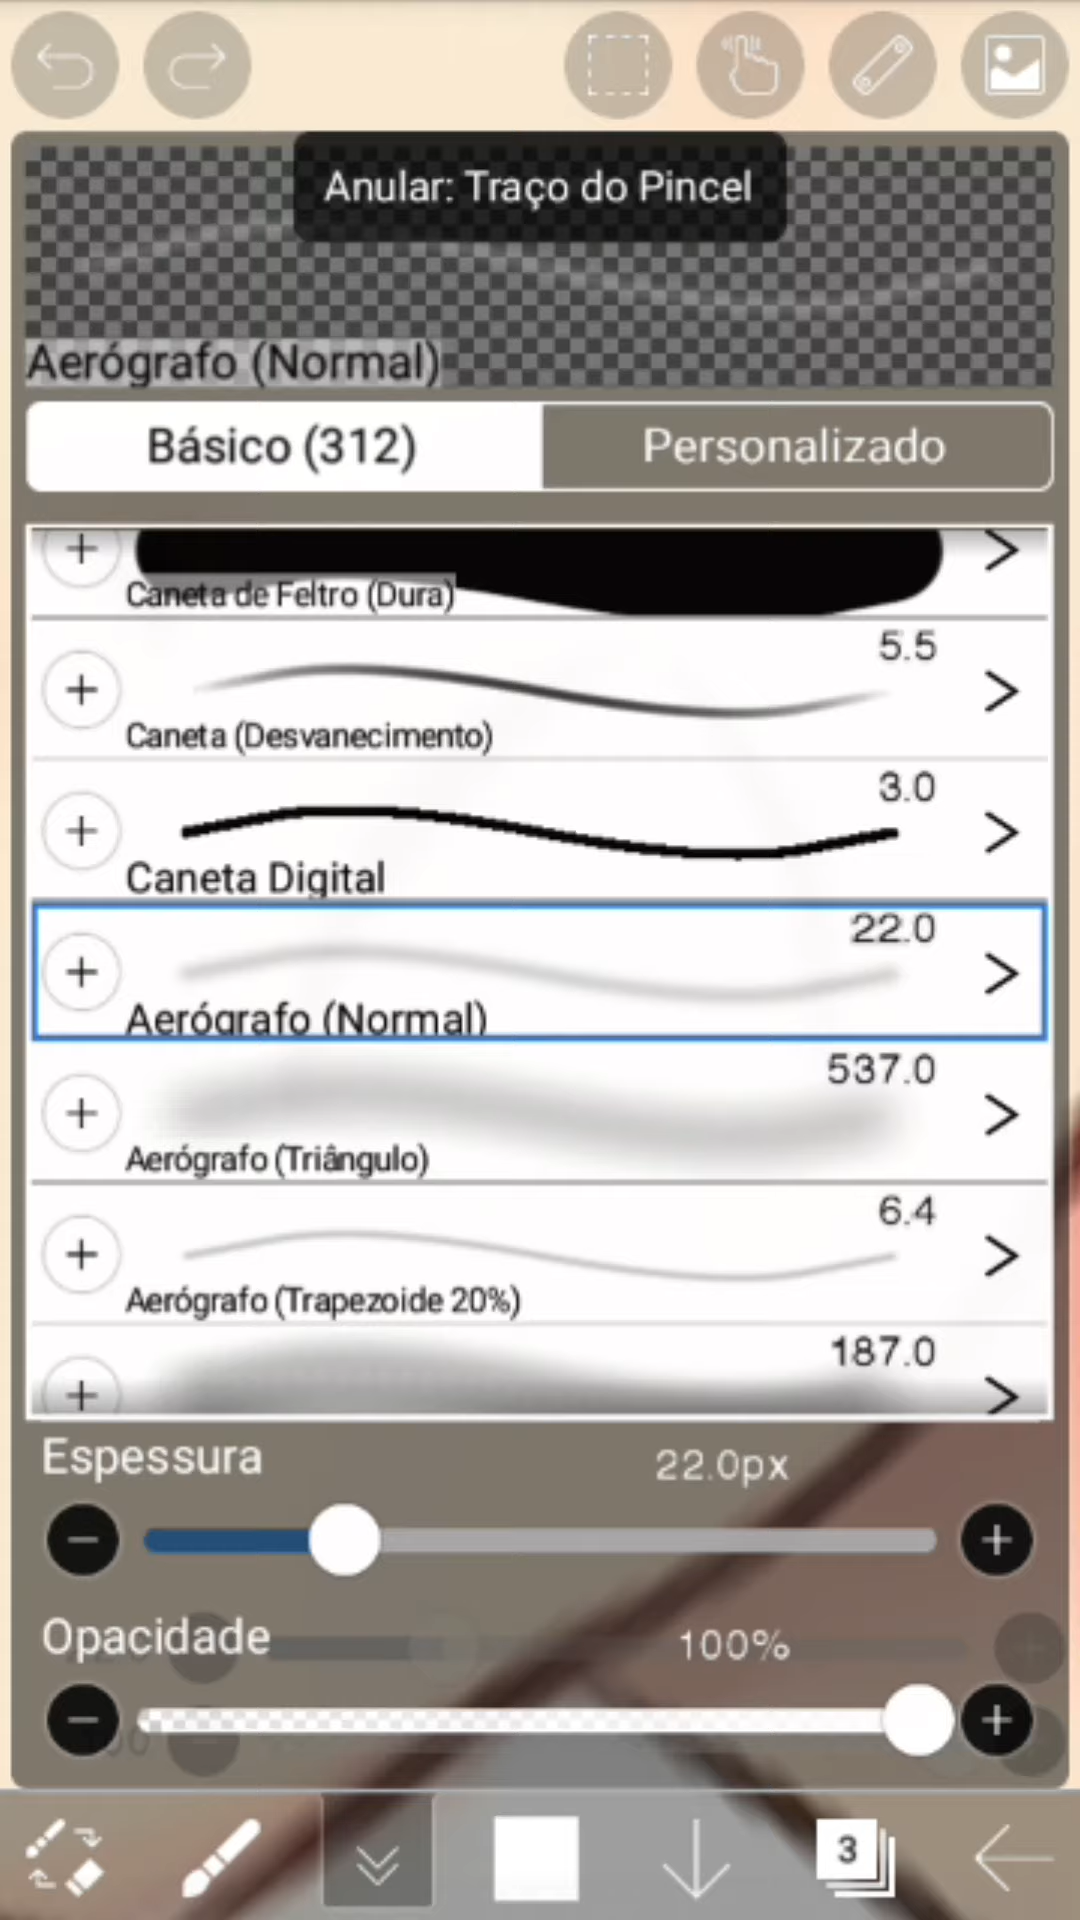 Anular: Traço do Pincel
Aerógrafo (Normal)
Básico (312)
Personalizado
Caneta de Feltro (Dura)
5.5
Caneta (Desvanecimento)
3.0
Caneta Digital
22.0
Aerógrafo (Normal)
537.0
Aerógrafo (Triângulo)
6.4
Aerógrafo (Trapezoide 20%)
187.0
Espessura
22.0px
Opacidade
100%
3